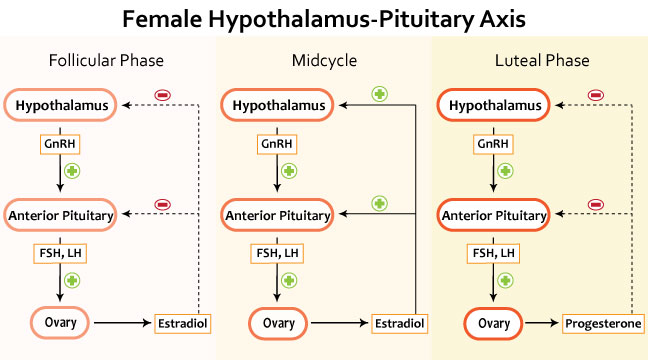 Female Hypothalamus-Pituitary Axis
Follicular Phase
Hypothalamus
GnRH
Anterior Pituitary
FSH, LH
Ovary
Estradiol
Midcycle
Hypothalamus
GnRH
Anterior Pituitary
FSH, LH
Ovary
Estradiol
Luteal Phase
Hypothalamus
GnRH
Anterior Pituitary
FSH, LH
Ovary
Progesterone